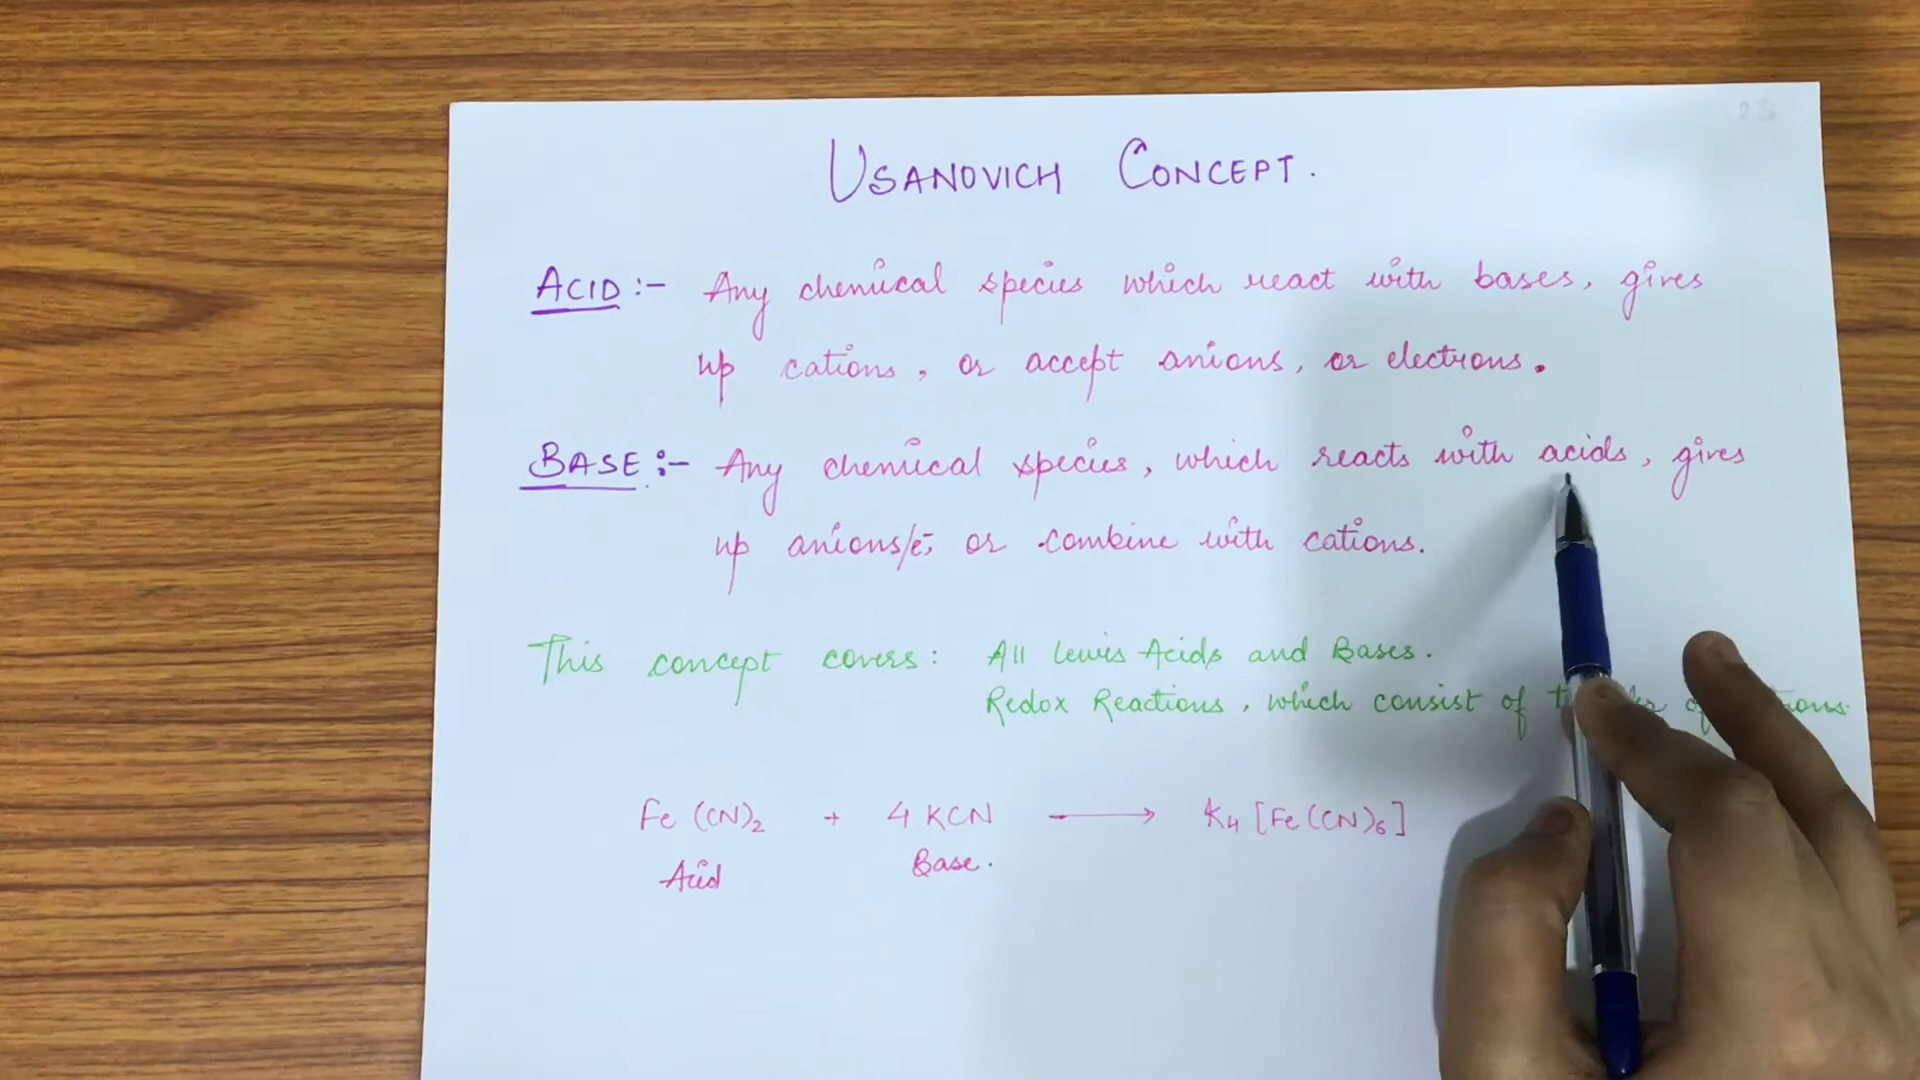 USANOVICH CONCEPT.
ACID :- Any chemical species which react with bases, gives
up cations, or accept anions, or electrons.
BASE :- Any chemical species, which reacts with acids, gives
up anions/e⁻, or combine with cations.
This concept covers: All Lewis Acids and Bases.
Redox Reactions, which consist of
Fe (CN)₂ + 4 KCN ⟶ K₄ [Fe(CN)₆]
Acid Base.